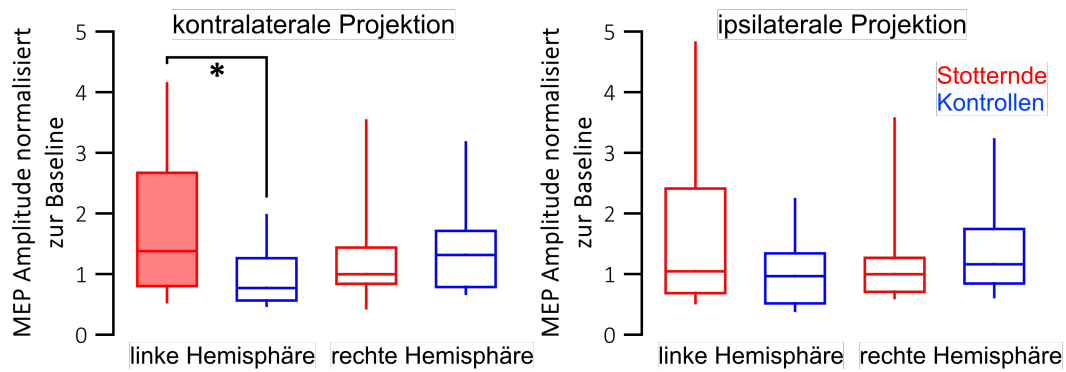 kontralaterale Projektion
MEP Amplitude normalisiert
zur Baseline
5
4
3
2
1
0
*
linke Hemisphäre
rechte Hemisphäre
ipsilaterale Projektion
MEP Amplitude normalisiert
zur Baseline
5
4
3
2
1
0
Stotternde
Kontrollen
linke Hemisphäre
rechte Hemisphäre